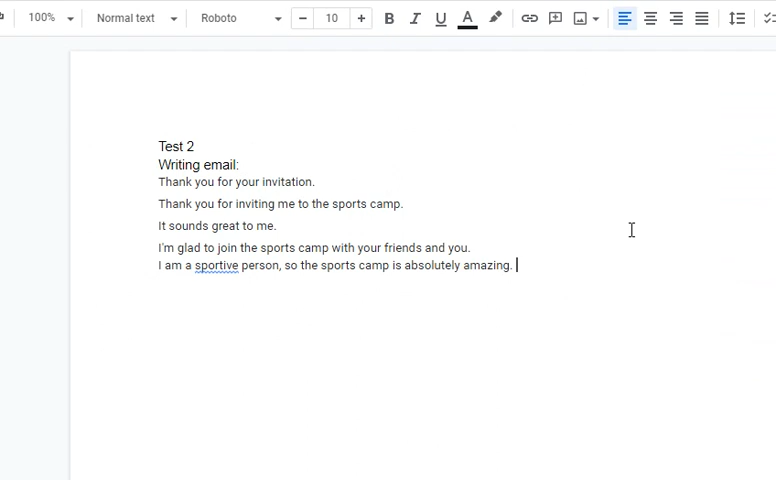 100% Normal text Roboto − 10 + B I U A
Test 2
Writing email:
Thank you for your invitation.
Thank you for inviting me to the sports camp.
It sounds great to me.
I'm glad to join the sports camp with your friends and you.
I am a sportive person, so the sports camp is absolutely amazing.